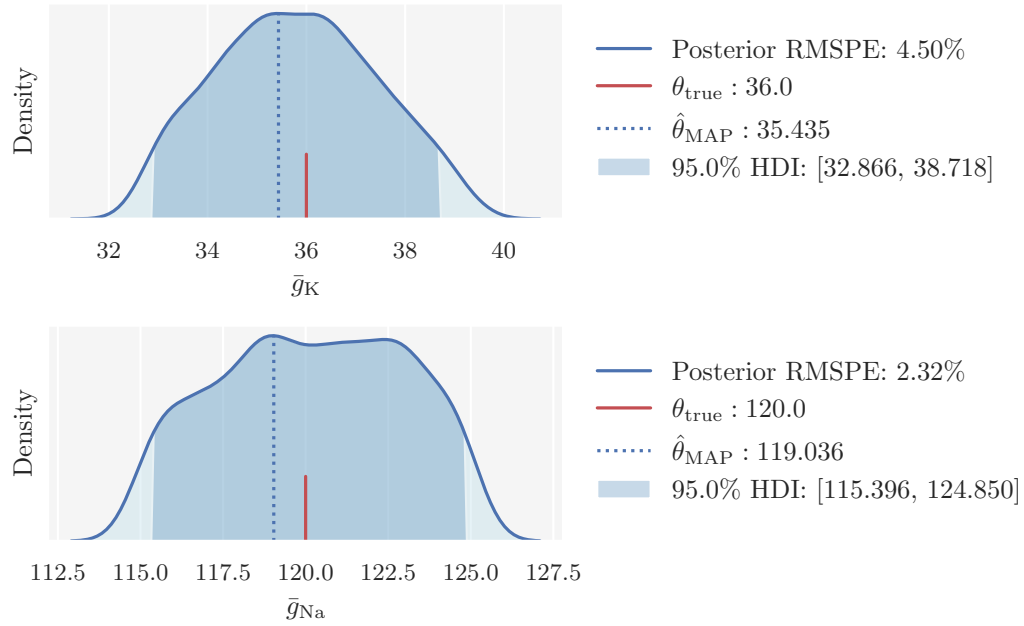 Density
32 34 36 38 40
ḡK
Posterior RMSPE: 4.50%
θtrue : 36.0
θ̂MAP : 35.435
95.0% HDI: [32.866, 38.718]
Density
112.5 115.0 117.5 120.0 122.5 125.0 127.5
ḡNa
Posterior RMSPE: 2.32%
θtrue : 120.0
θ̂MAP : 119.036
95.0% HDI: [115.396, 124.850]